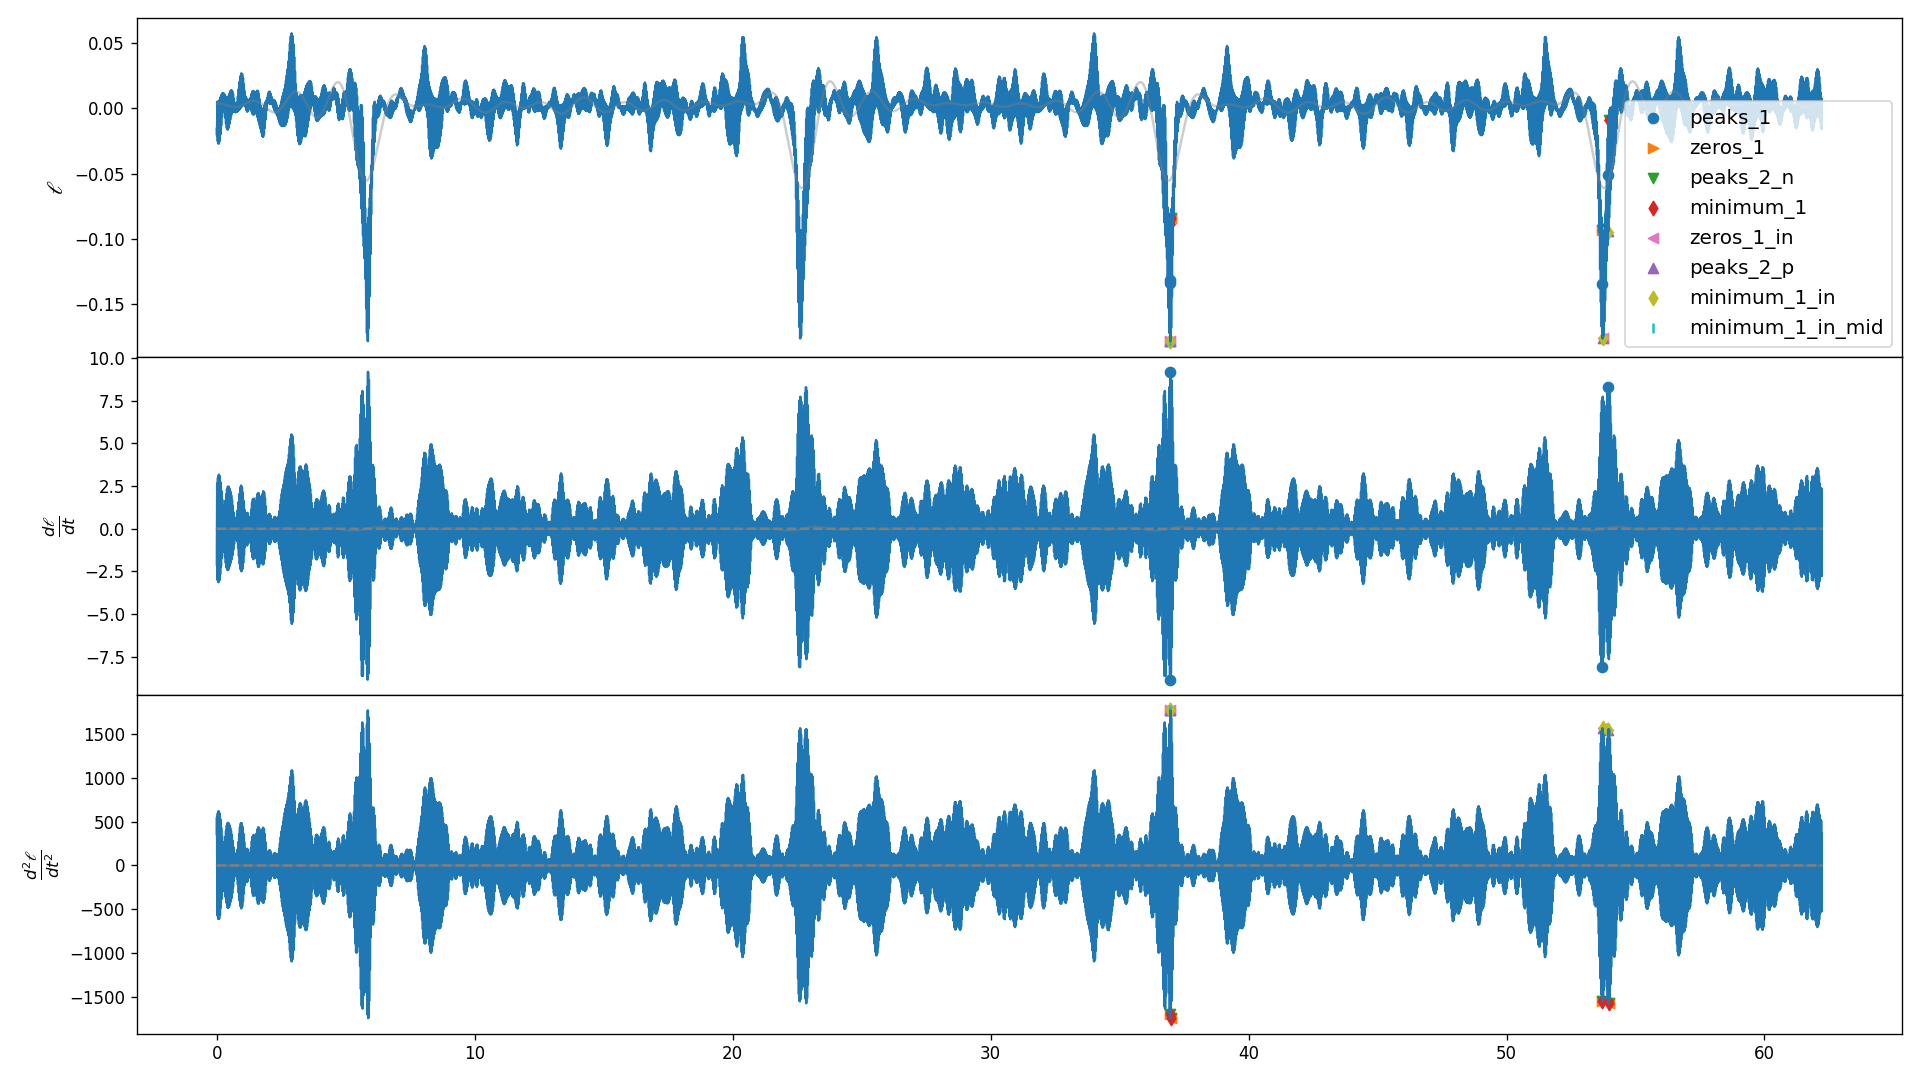 0.05
0.00
−0.05
−0.10
−0.15
ℓ
peaks_1
zeros_1
peaks_2_n
minimum_1
zeros_1_in
peaks_2_p
minimum_1_in
minimum_1_in_mid
10.0
7.5
5.0
2.5
0.0
−2.5
−5.0
−7.5
dℓ/dt
1500
1000
500
0
−500
−1000
−1500
d²ℓ/dt²
0 10 20 30 40 50 60